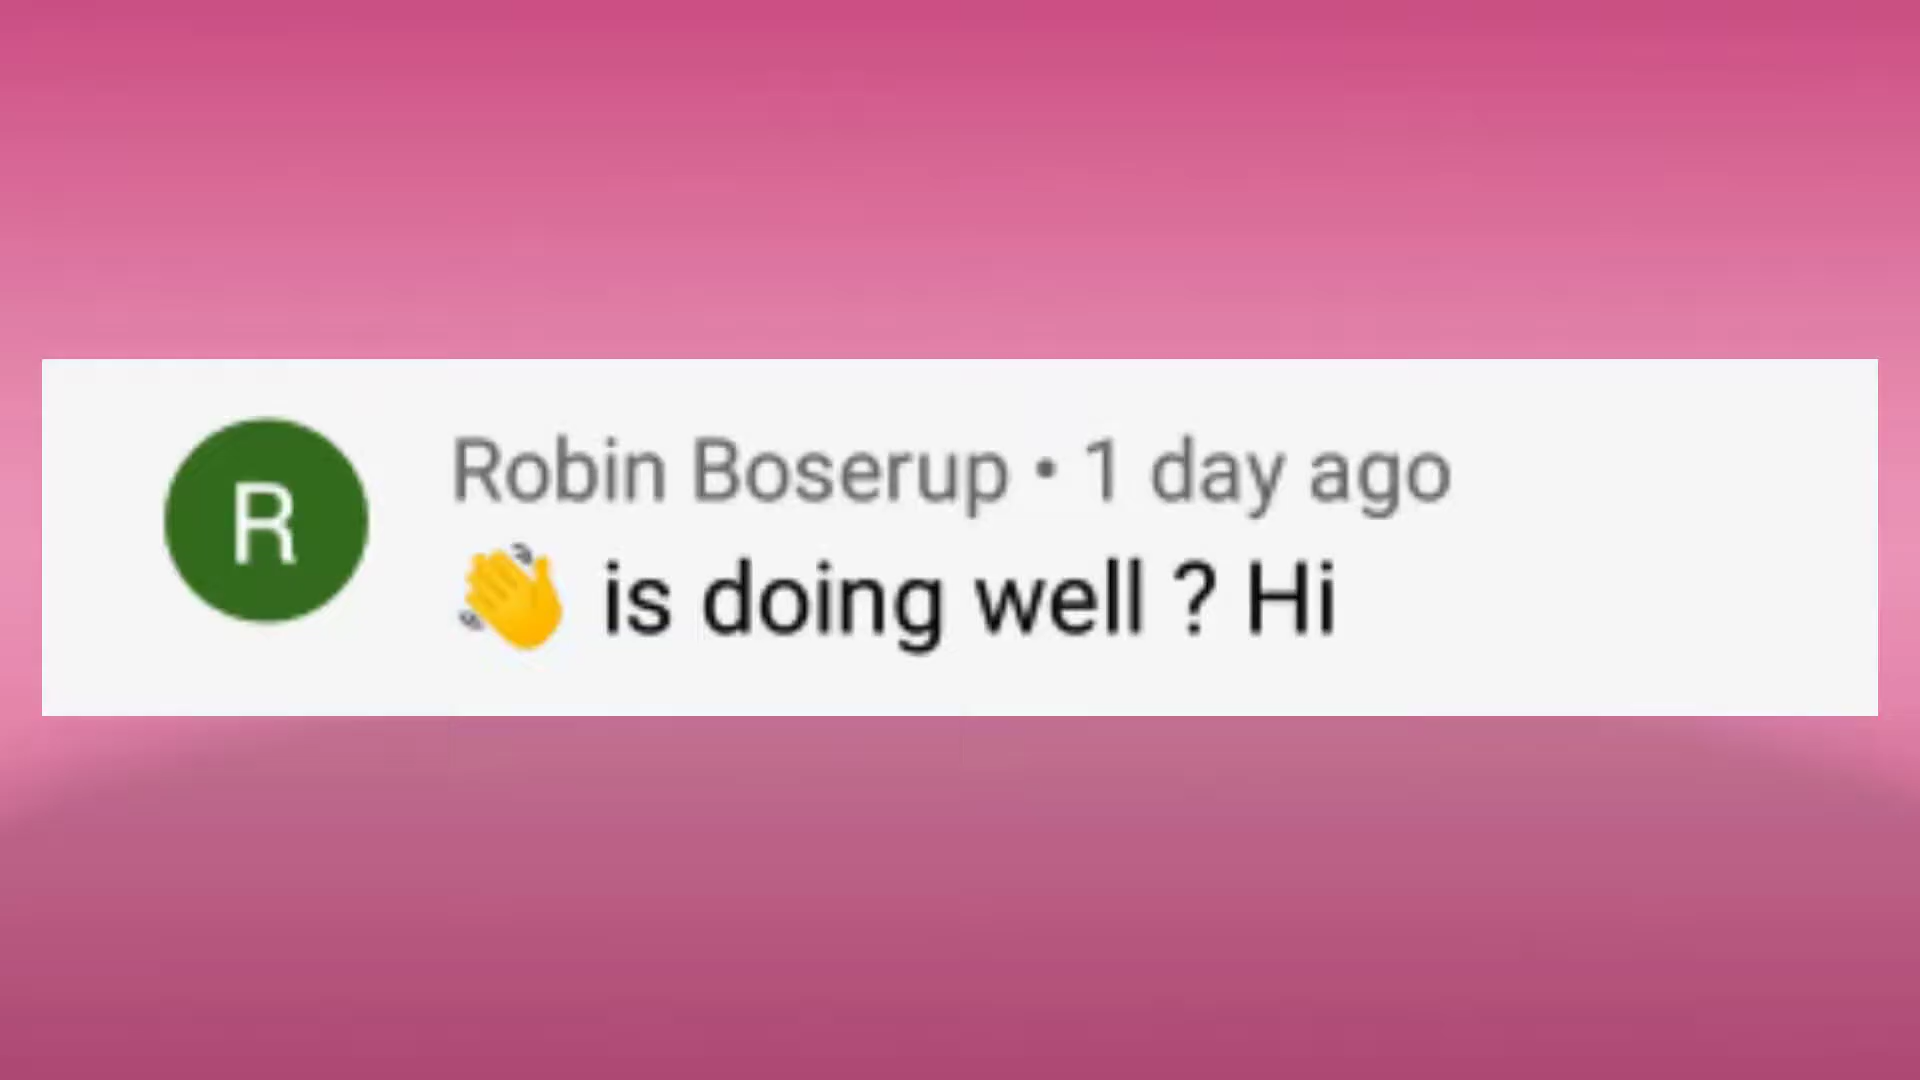 R
Robin Boserup • 1 day ago
👋 is doing well ? Hi